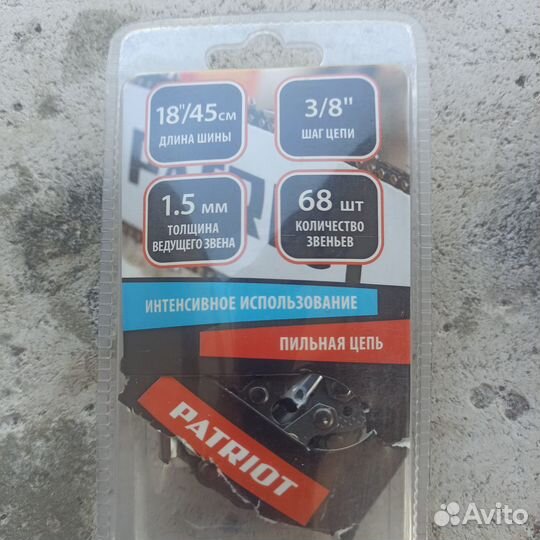 18"/45см
ДЛИНА ШИНЫ
3/8"
ШАГ ЦЕПИ
1.5 мм
ТОЛЩИНА
ВЕДУЩЕГО ЗВЕНА
68 шт
КОЛИЧЕСТВО
ЗВЕНЬЕВ
ИНТЕНСИВНОЕ ИСПОЛЬЗОВАНИЕ
ПИЛЬНАЯ ЦЕПЬ
PATRIOT
Avito